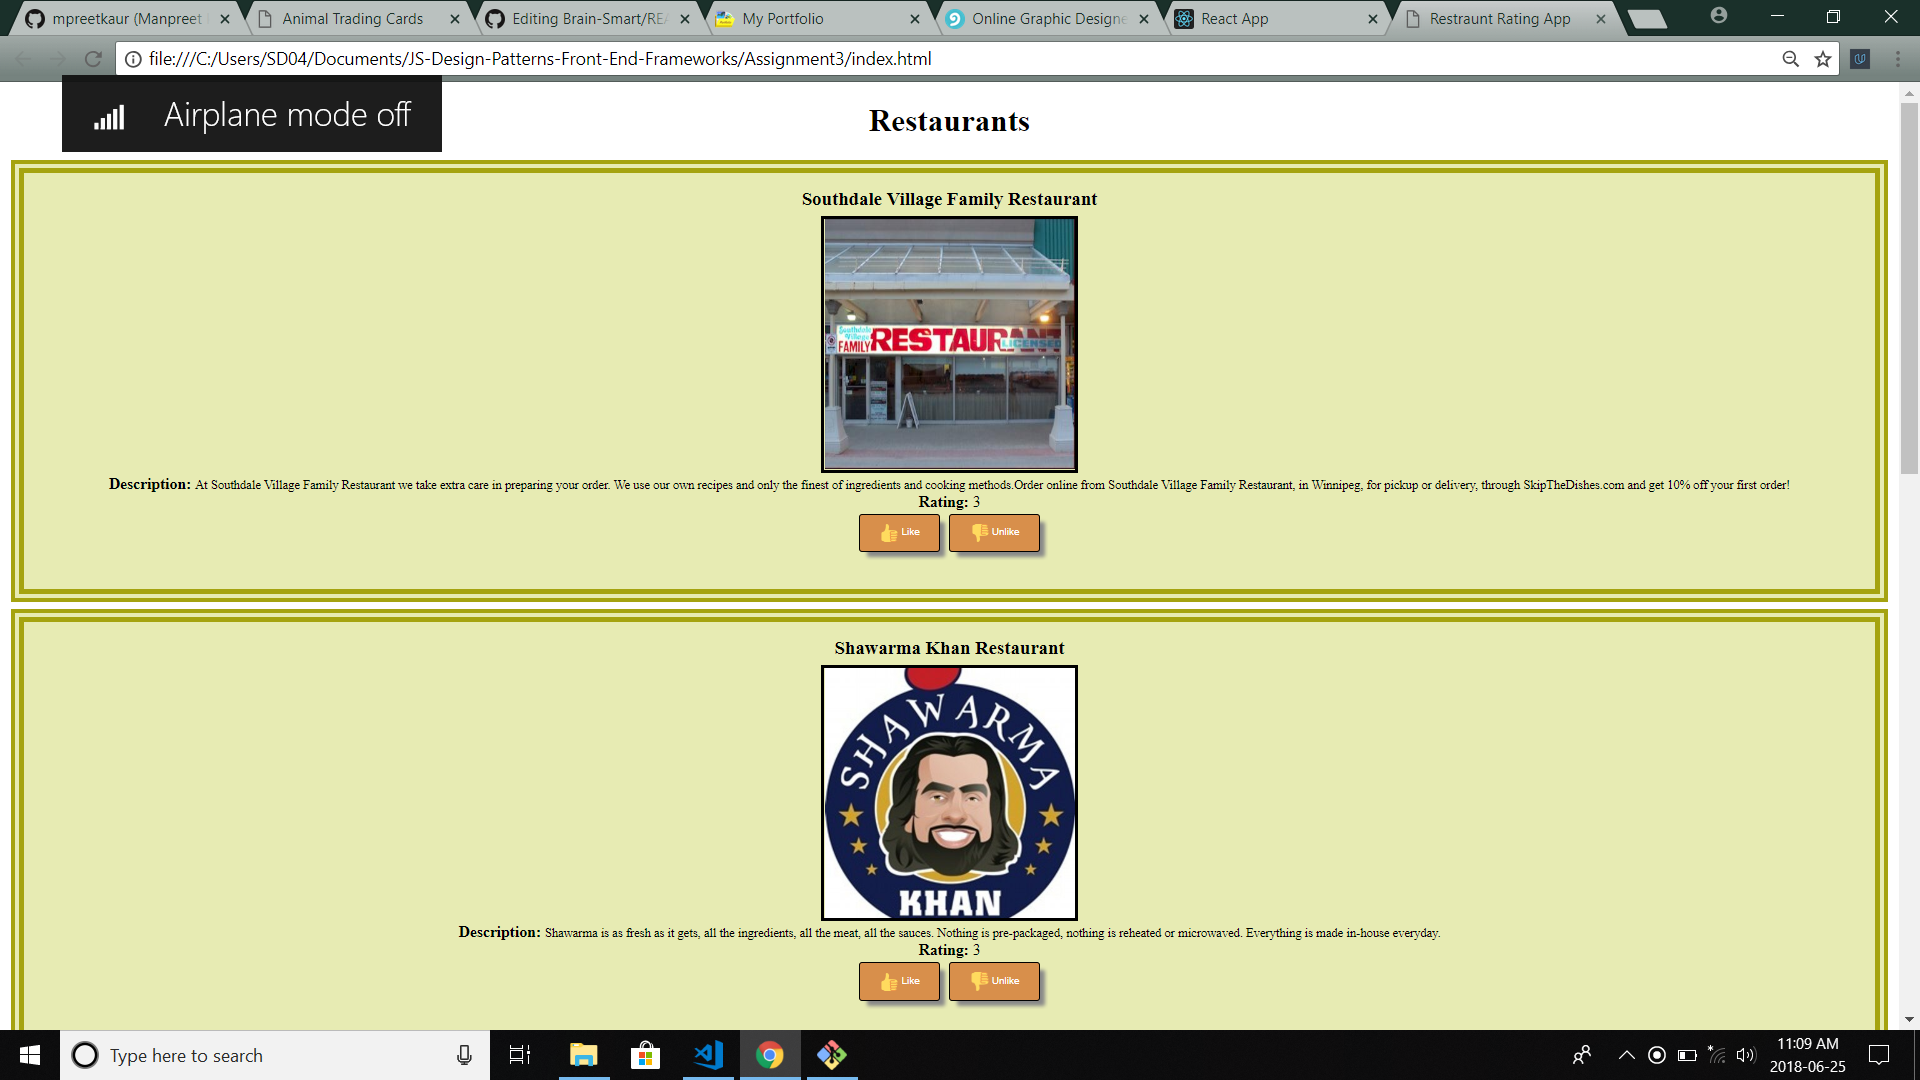 mpreetkaur (Manpreet
Animal Trading Cards
Editing Brain-Smart/REA
My Portfolio
Online Graphic Designe
React App
Restraunt Rating App
file:///C:/Users/SD04/Documents/JS-Design-Patterns-Front-End-Frameworks/Assignment3/index.html
Airplane mode off
Restaurants
Southdale Village Family Restaurant
Southdale
Village
FAMILY RESTAURANT
LICENSED
Description: At Southdale Village Family Restaurant we take extra care in preparing your order. We use our own recipes and only the finest of ingredients and cooking methods.Order online from Southdale Village Family Restaurant, in Winnipeg, for pickup or delivery, through SkipTheDishes.com and get 10% off your first order!
Rating: 3
Like
Unlike
Shawarma Khan Restaurant
SHAWARMA
KHAN
Description: Shawarma is as fresh as it gets, all the ingredients, all the meat, all the sauces. Nothing is pre-packaged, nothing is reheated or microwaved. Everything is made in-house everyday.
Rating: 3
Like
Unlike
Type here to search
11:09 AM
2018-06-25